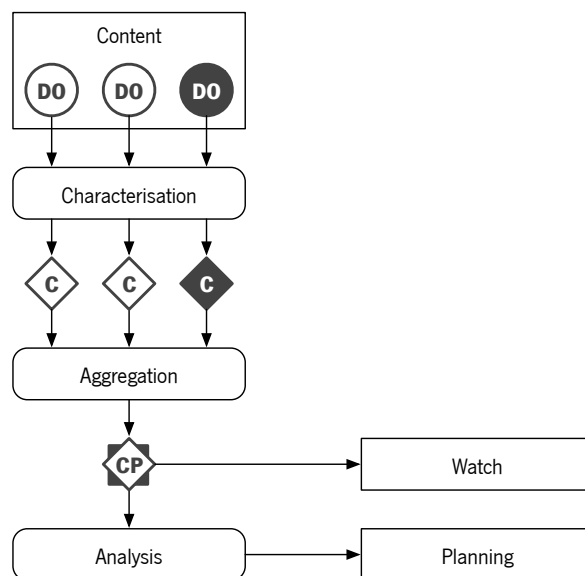 Content
DO DO DO
Characterisation
C C C
Aggregation
CP Watch
Analysis Planning